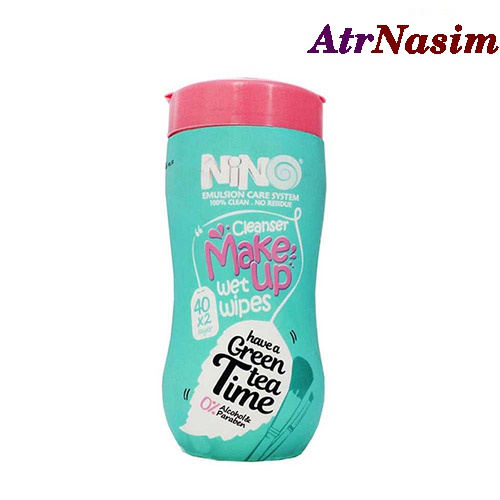 AtrNasim
NiNO
EMULSION CARE SYSTEM
100% CLEAN . NO RESIDUE
"Cleanser
Make
up
wet
wipes
40
x2
have a
Green
tea
Time
0% Alcohol&
Paraben